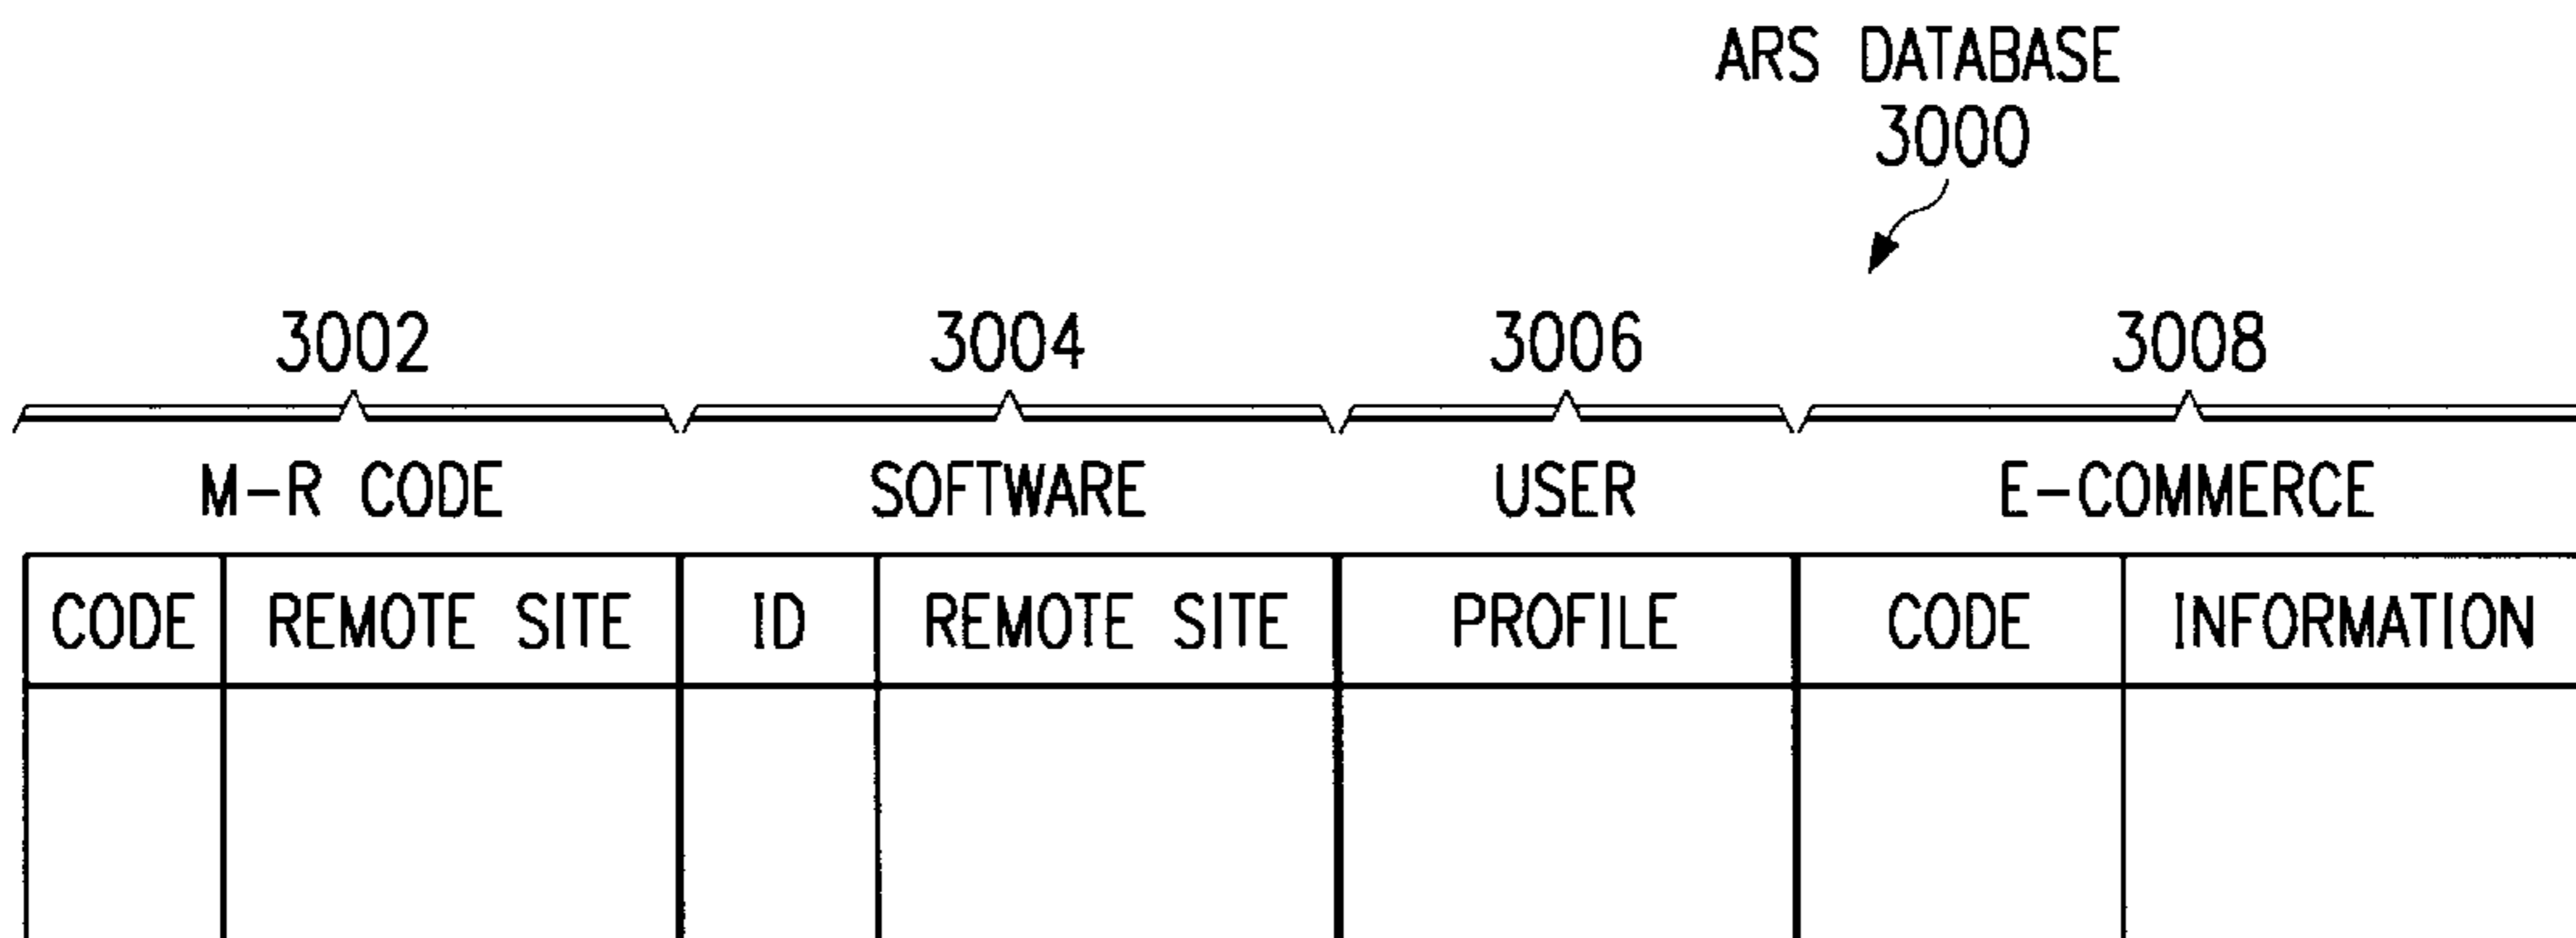 ARS DATABASE
3000
3002 3004 3006 3008
M-R CODE SOFTWARE USER E-COMMERCE
CODE REMOTE SITE ID REMOTE SITE PROFILE CODE INFORMATION